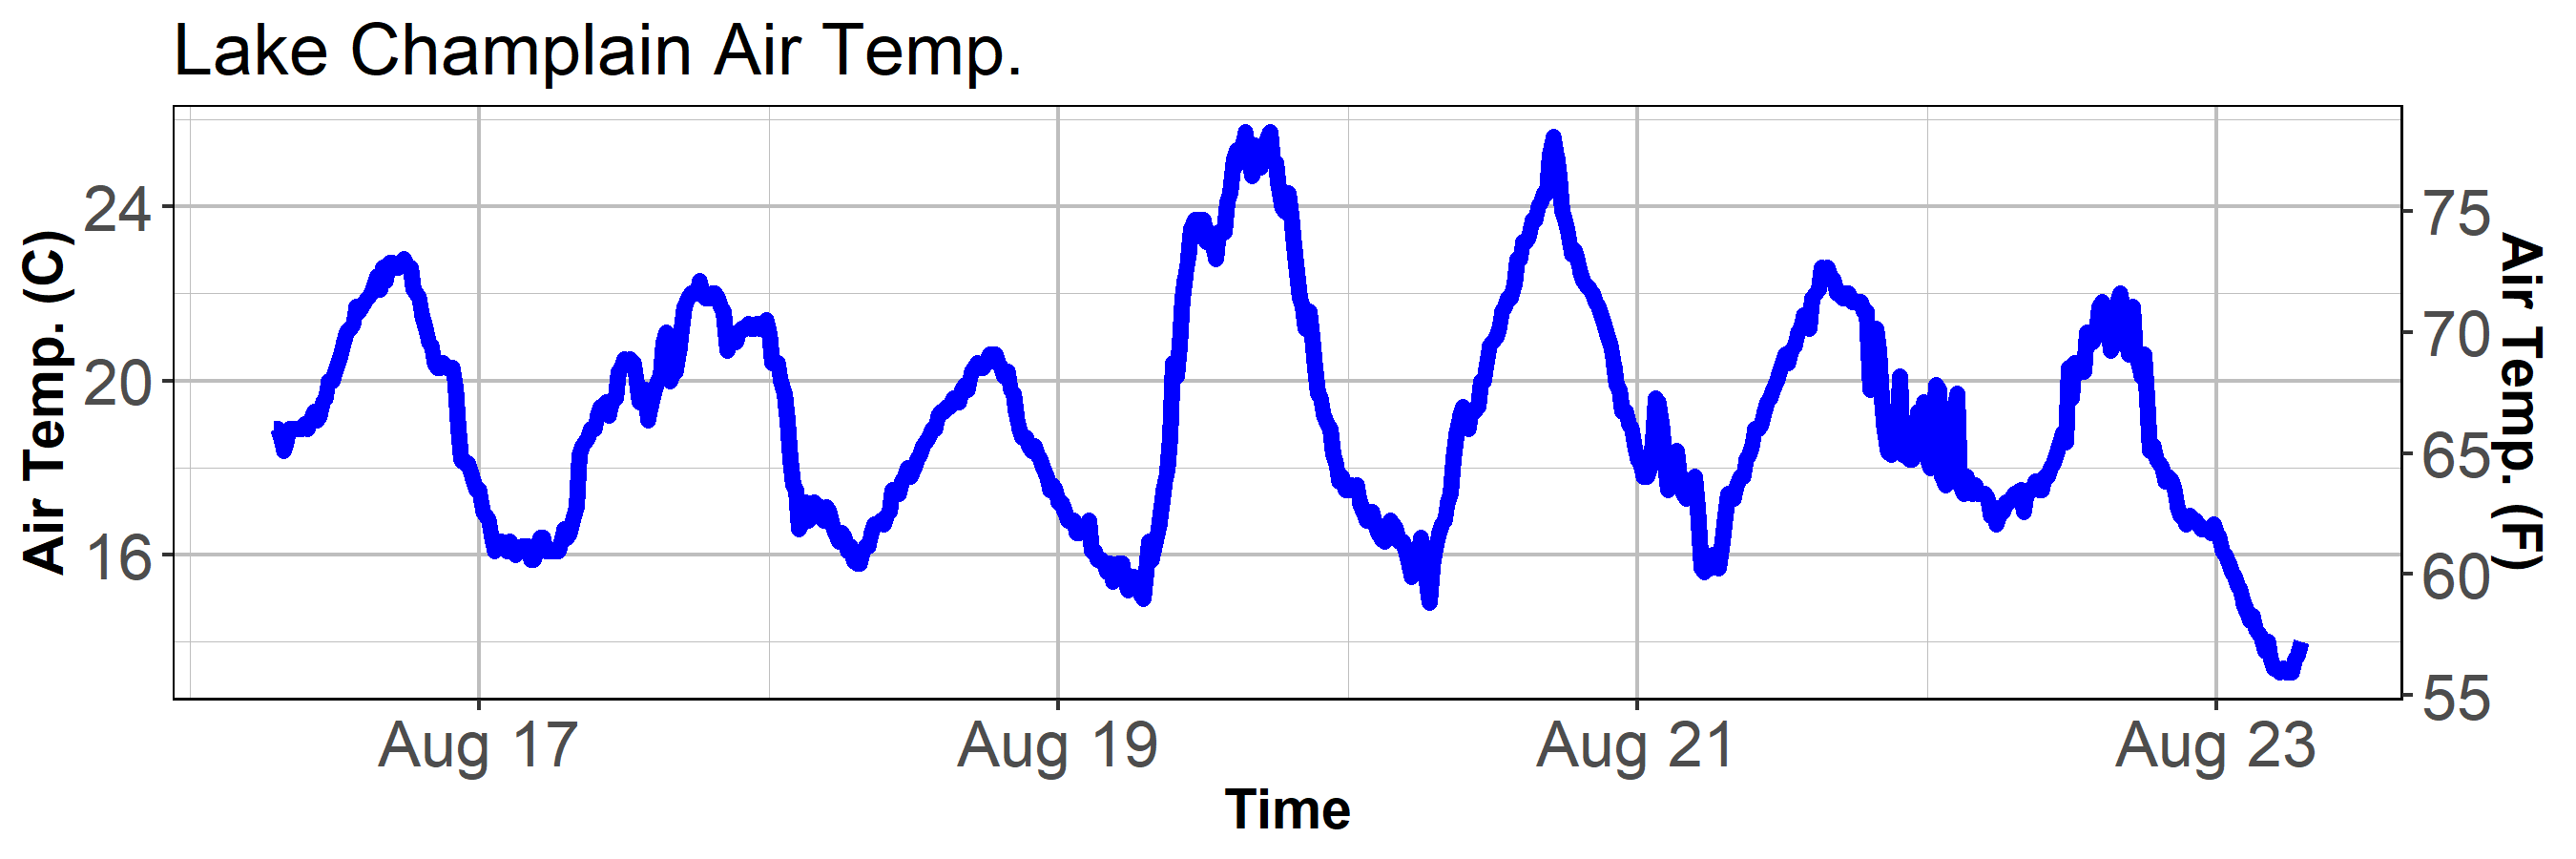 Lake Champlain Air Temp.
Air Temp. (C)
24
20
16
75
70
65
60
55
Air Temp. (F)
Aug 17
Aug 19
Aug 21
Aug 23
Time